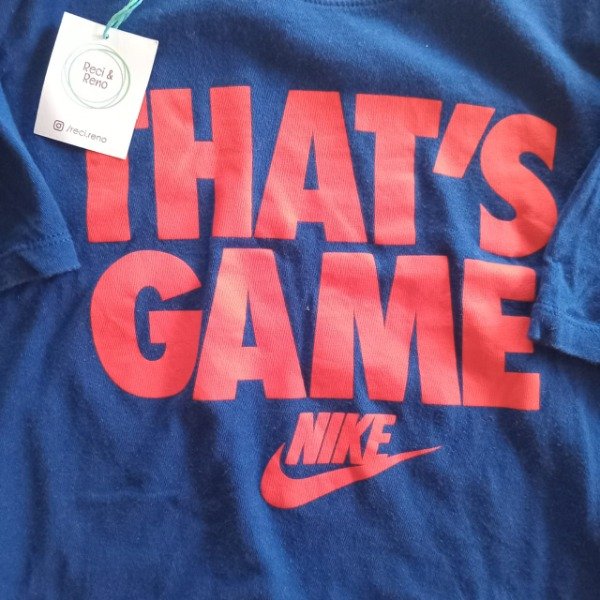 Reci &
Reno
/reci.reno
THAT'S
GAME
NIKE